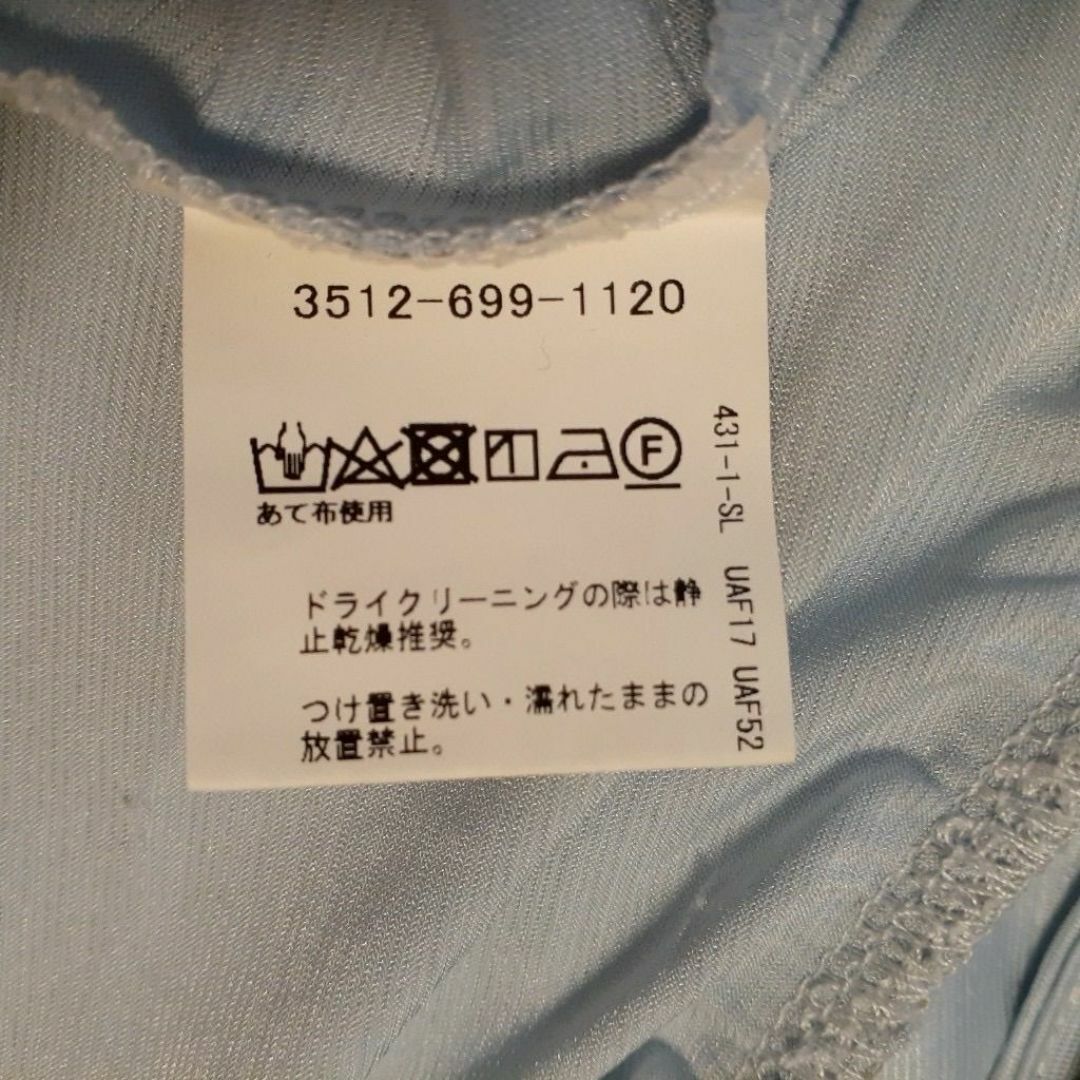 3512-699-1120
F
あて布使用
ドライクリーニングの際は静
止乾燥推奨。
つけ置き洗い・濡れたままの
放置禁止。
431-1-SL UAF17 UAF52